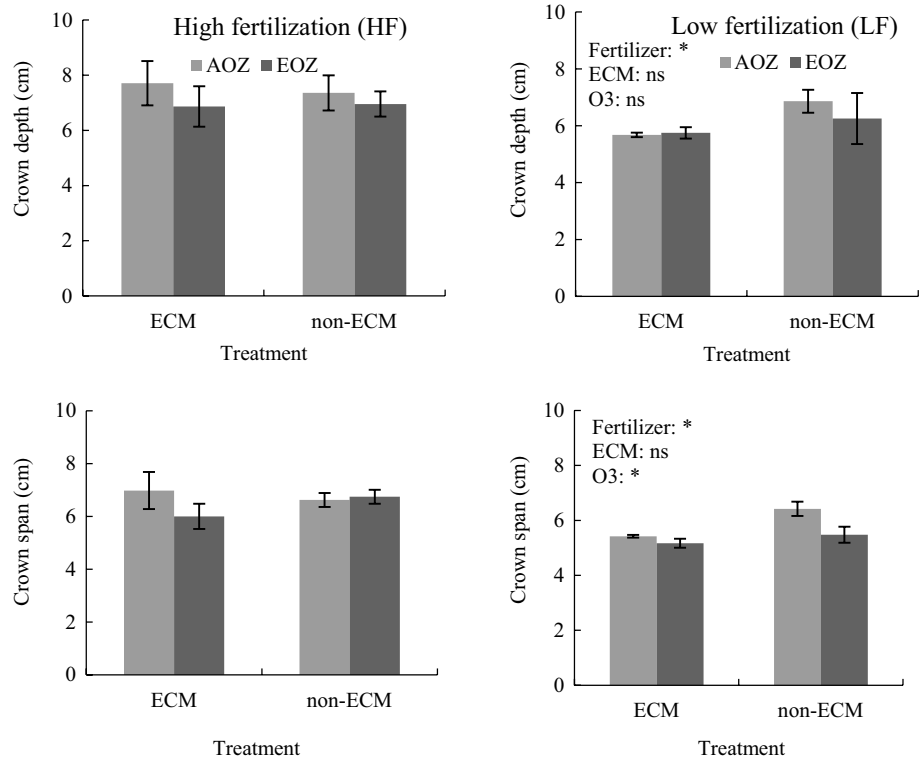 High fertilization (HF)
AOZ EOZ
Crown depth (cm)
10
8
6
4
2
0
ECM non-ECM
Treatment
Low fertilization (LF)
Fertilizer: *
ECM: ns
O3: ns
AOZ EOZ
Crown depth (cm)
10
8
6
4
2
0
ECM non-ECM
Treatment
Crown span (cm)
10
8
6
4
2
0
ECM non-ECM
Treatment
Fertilizer: *
ECM: ns
O3: *
Crown span (cm)
10
8
6
4
2
0
ECM non-ECM
Treatment